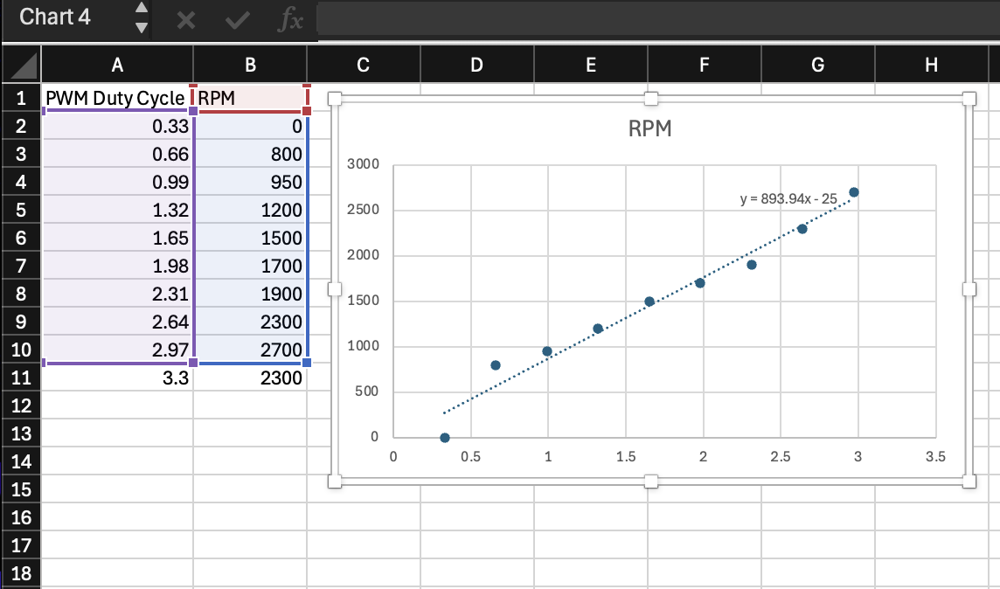 Chart 4 fx
A B C D E F G H
1 PWM Duty Cycle RPM
2 0.33 0
3 0.66 800
4 0.99 950
5 1.32 1200
6 1.65 1500
7 1.98 1700
8 2.31 1900
9 2.64 2300
10 2.97 2700
11 3.3 2300
12
13
14
15
16
17
18
RPM
3000
y = 893.94x - 25
2500
2000
1500
1000
500
0
0 0.5 1 1.5 2 2.5 3 3.5